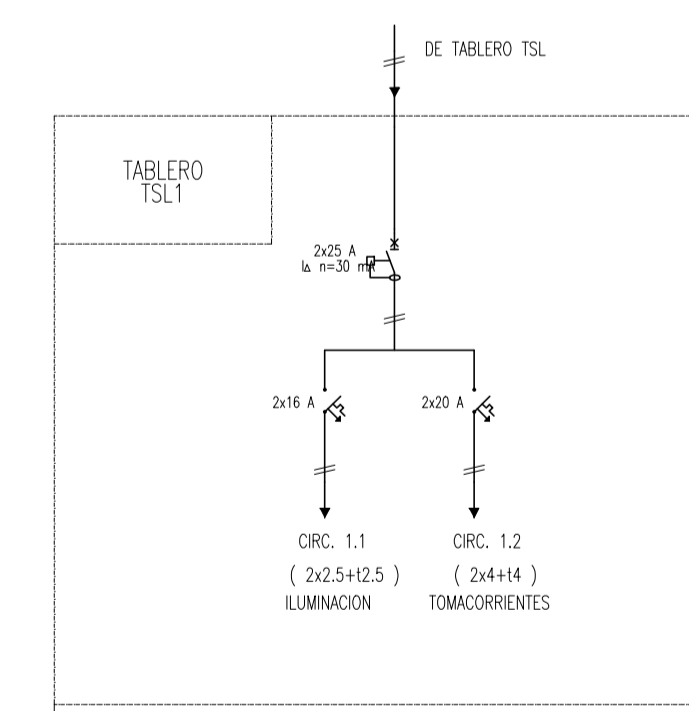 DE TABLERO TSL
TABLERO
TSL1
2x25 A
I∆ n=30 mA
2x16 A
2x20 A
CIRC. 1.1
( 2x2.5+t2.5 )
ILUMINACION
CIRC. 1.2
( 2x4+t4 )
TOMACORRIENTES